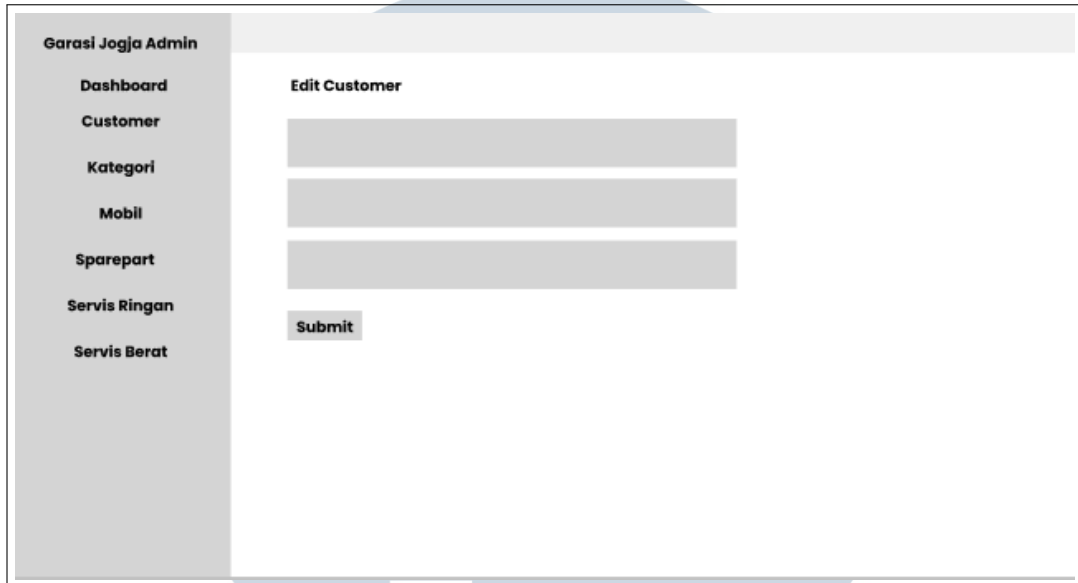 Garasi Jogja Admin
Dashboard
Customer
Kategori
Mobil
Sparepart
Servis Ringan
Servis Berat
Edit Customer
Submit